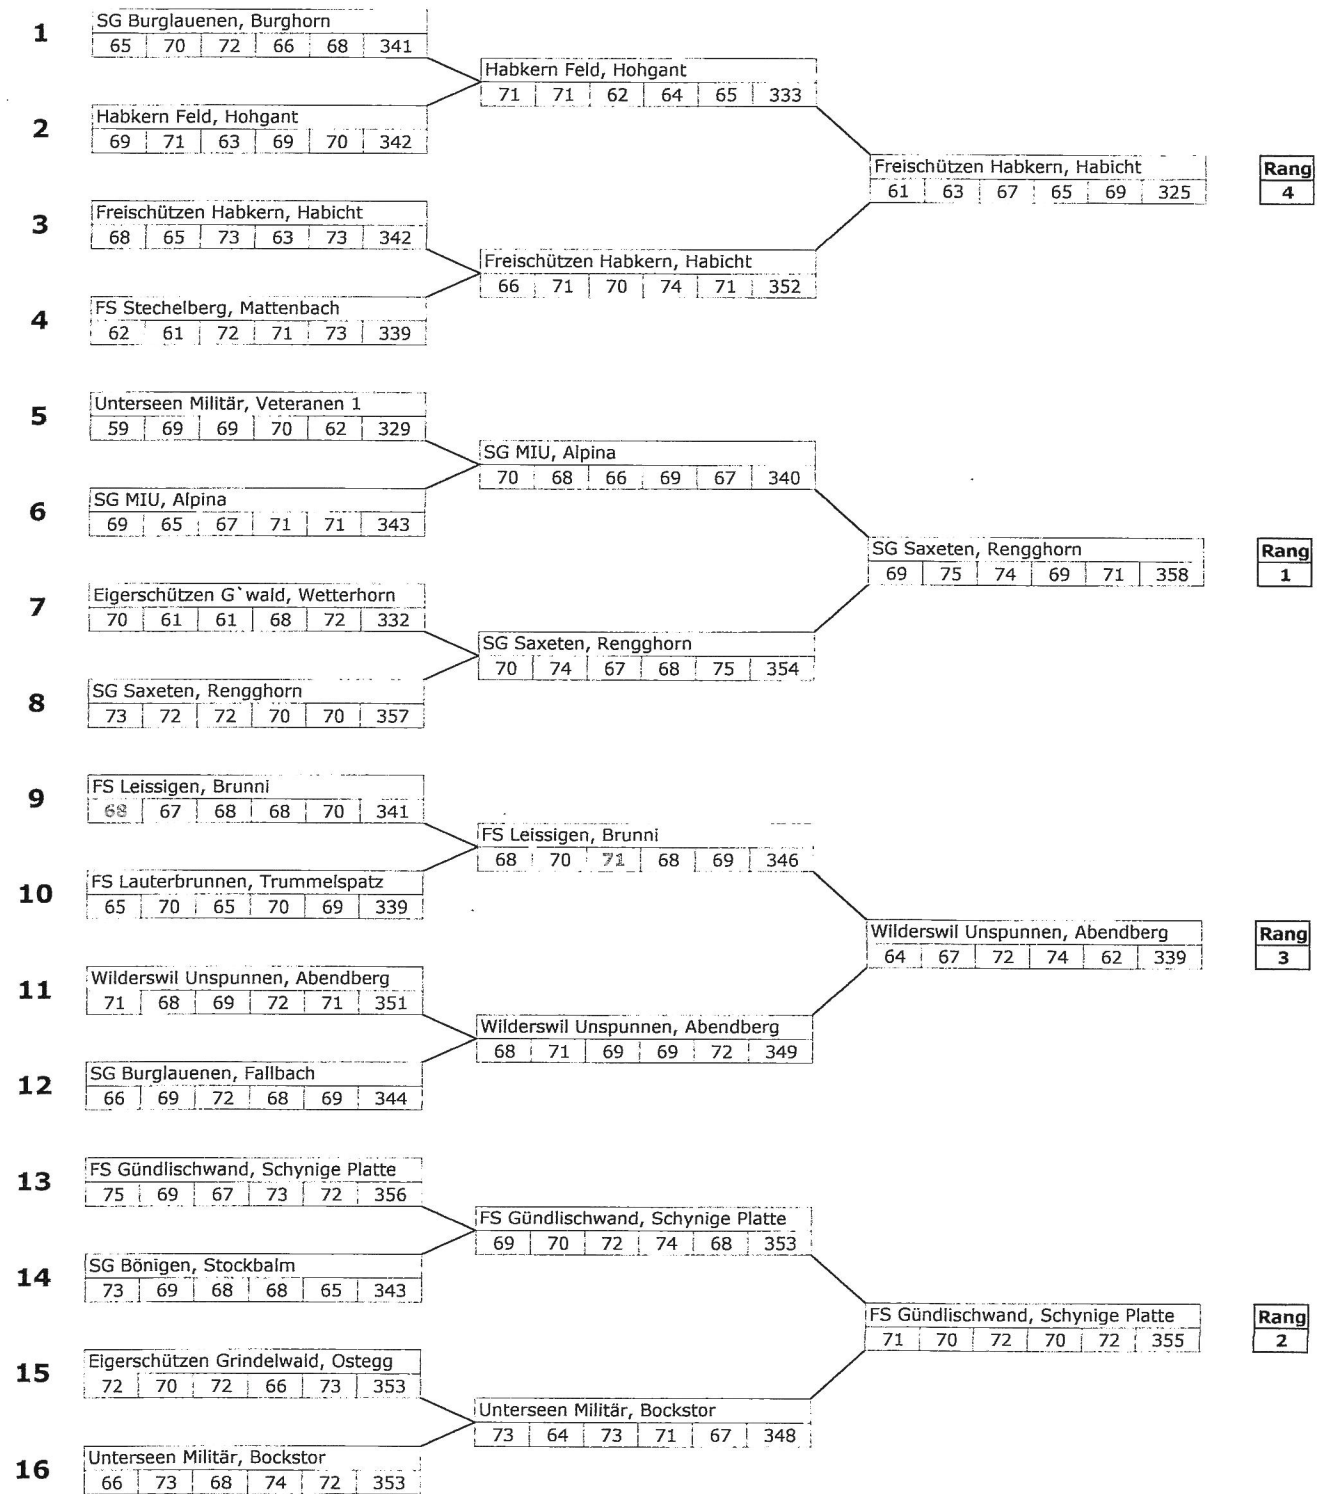 1
SG Burglauenen, Burghorn
65 70 72 66 68 341
Habkern Feld, Hohgant
71 71 62 64 65 333
2
Habkern Feld, Hohgant
69 71 63 69 70 342
Freischützen Habkern, Habicht
61 63 67 65 69 325
Rang
4
3
Freischützen Habkern, Habicht
68 65 73 63 73 342
Freischützen Habkern, Habicht
66 71 70 74 71 352
4
FS Stechelberg, Mattenbach
62 61 72 71 73 339
5
Unterseen Militär, Veteranen 1
59 69 69 70 62 329
SG MIU, Alpina
70 68 66 69 67 340
6
SG MIU, Alpina
69 65 67 71 71 343
SG Saxeten, Rengghorn
69 75 74 69 71 358
Rang
1
7
Eigerschützen G`wald, Wetterhorn
70 61 61 68 72 332
SG Saxeten, Rengghorn
70 74 67 68 75 354
8
SG Saxeten, Rengghorn
73 72 72 70 70 357
9
FS Leissigen, Brunni
68 67 68 68 70 341
FS Leissigen, Brunni
68 70 71 68 69 346
10
FS Lauterbrunnen, Trummelspatz
65 70 65 70 69 339
Wilderswil Unspunnen, Abendberg
64 67 72 74 62 339
Rang
3
11
Wilderswil Unspunnen, Abendberg
71 68 69 72 71 351
Wilderswil Unspunnen, Abendberg
68 71 69 69 72 349
12
SG Burglauenen, Fallbach
66 69 72 68 69 344
13
FS Gündlischwand, Schynige Platte
75 69 67 73 72 356
FS Gündlischwand, Schynige Platte
69 70 72 74 68 353
14
SG Bönigen, Stockbalm
73 69 68 68 65 343
FS Gündlischwand, Schynige Platte
71 70 72 70 72 355
Rang
2
15
Eigerschützen Grindelwald, Ostegg
72 70 72 66 73 353
Unterseen Militär, Bockstor
73 64 73 71 67 348
16
Unterseen Militär, Bockstor
66 73 68 74 72 353